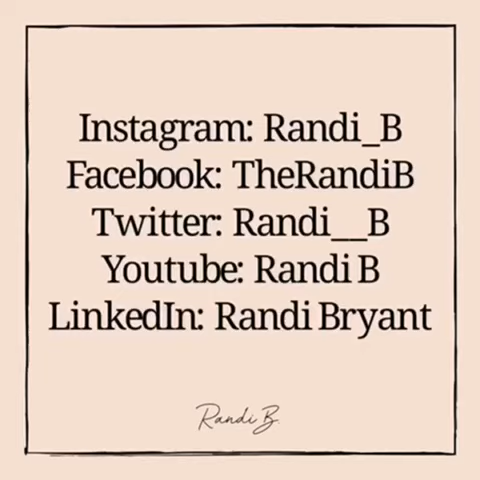 Instagram: Randi_B
Facebook: TheRandiB
Twitter: Randi__B
Youtube: Randi B
LinkedIn: Randi Bryant
Randi B